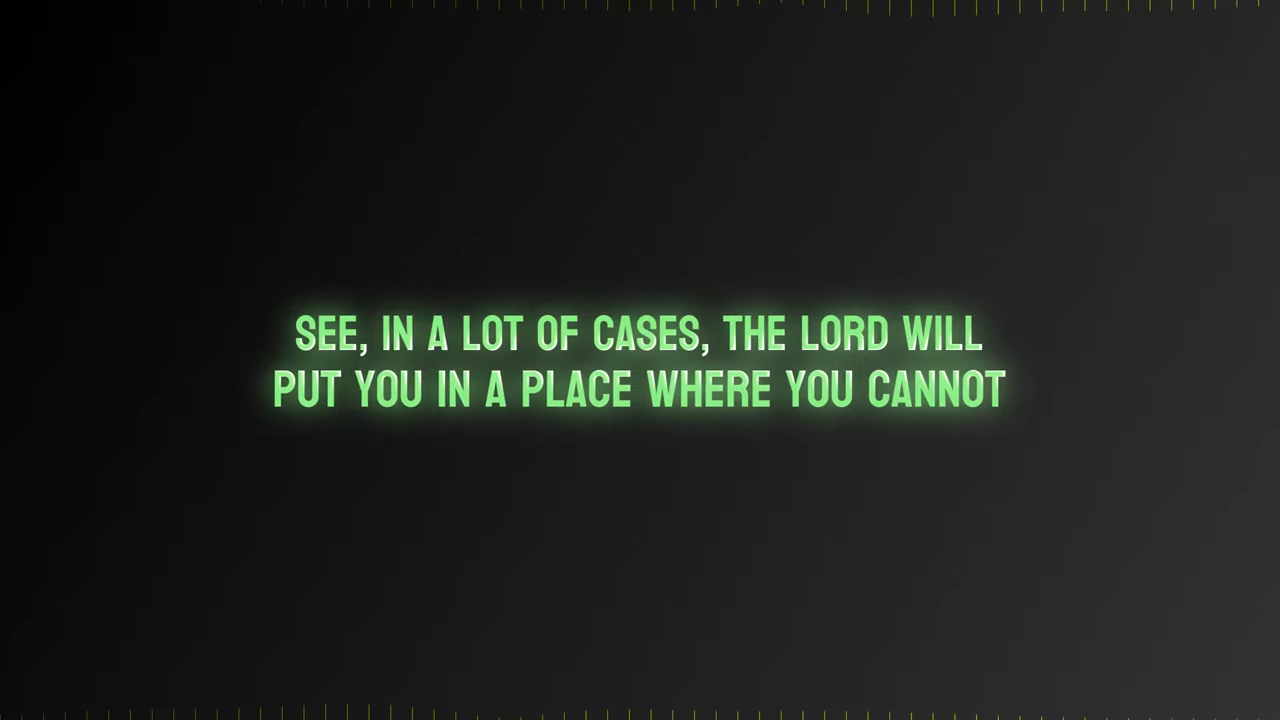 SEE, IN A LOT OF CASES, THE LORD WILL
PUT YOU IN A PLACE WHERE YOU CANNOT